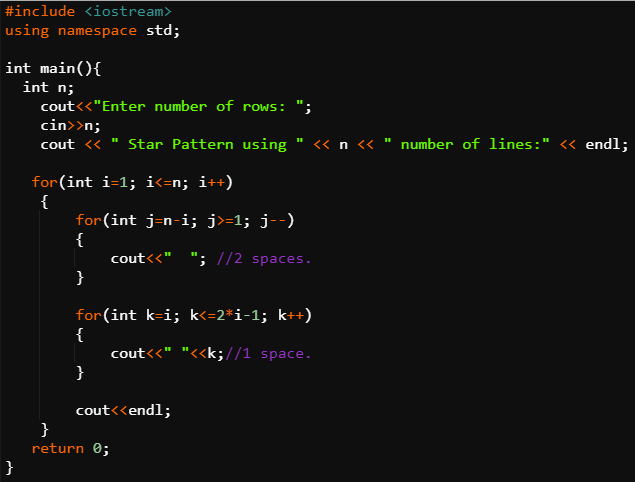 #include <iostream>
using namespace std;
int main(){
int n;
cout<<"Enter number of rows: ";
cin>>n;
cout << " Star Pattern using " << n << " number of lines:" << endl;
for(int i=1; i<=n; i++)
{
for(int j=n-i; j>=1; j--)
{
cout<<"  "; //2 spaces.
}
for(int k=i; k<=2*i-1; k++)
{
cout<<" "<<k;//1 space.
}
cout<<endl;
}
return 0;
}